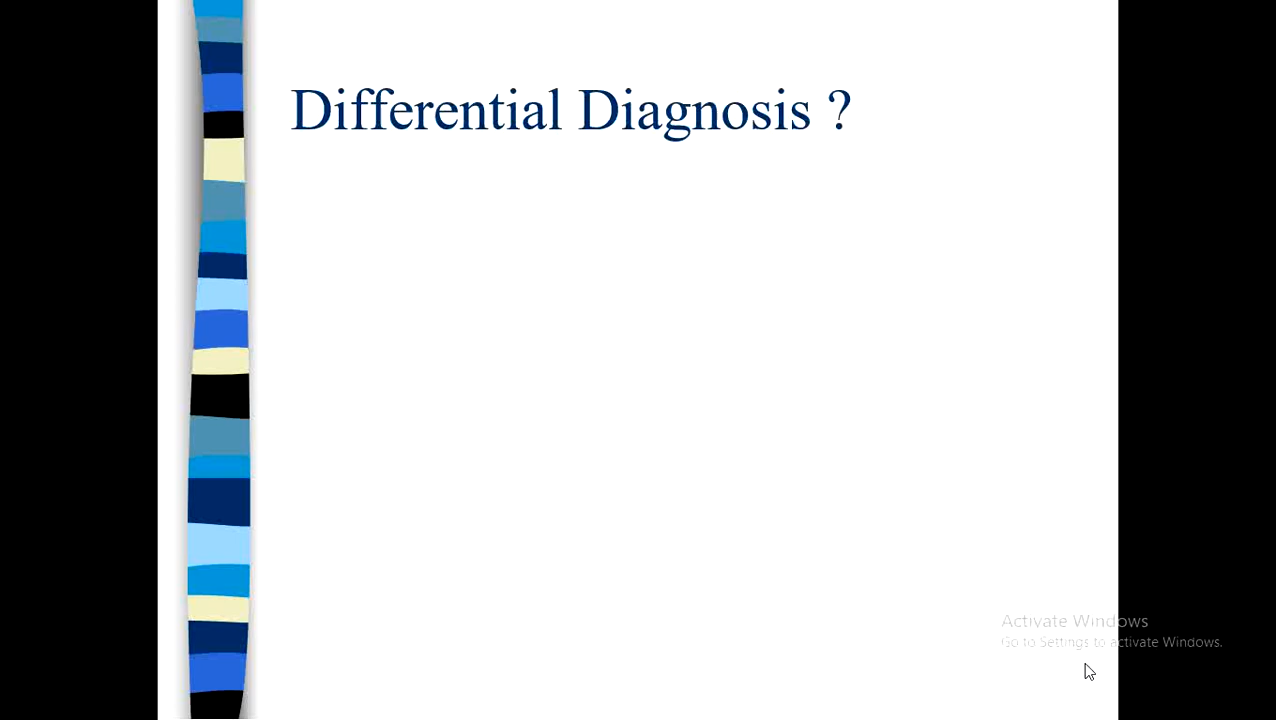 Differential Diagnosis ?
Activate Windows
Go to Settings to activate Windows.